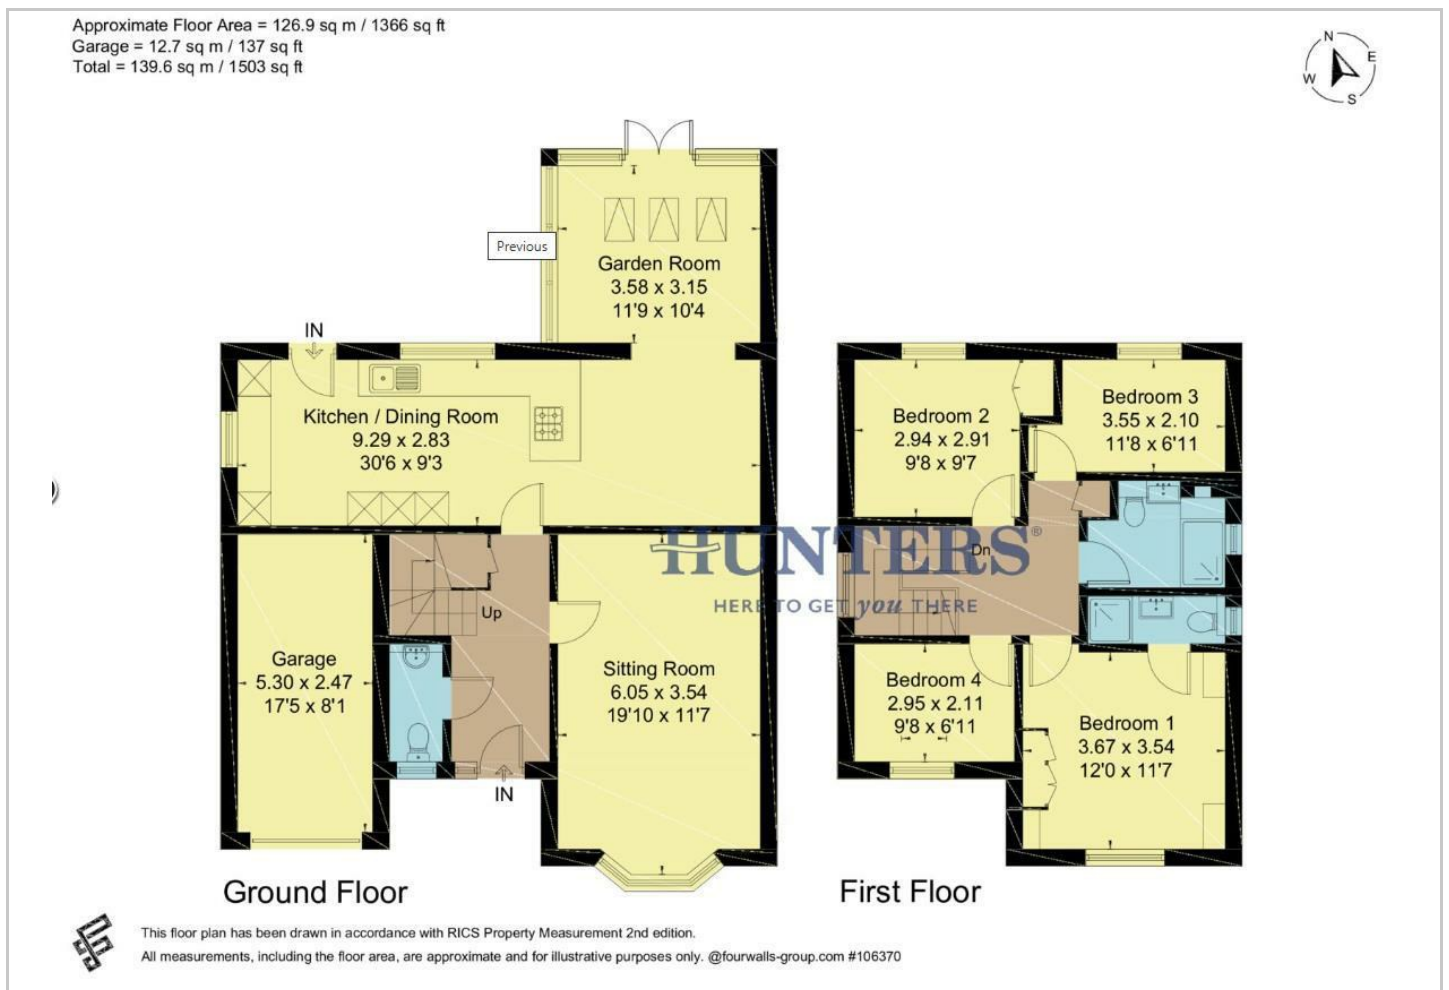 Approximate Floor Area = 126.9 sq m / 1366 sq ft
Garage = 12.7 sq m / 137 sq ft
Total = 139.6 sq m / 1503 sq ft
N
E
W
S
Previous
Garden Room
3.58 x 3.15
11'9 x 10'4
IN
Kitchen / Dining Room
9.29 x 2.83
30'6 x 9'3
Bedroom 2
2.94 x 2.91
9'8 x 9'7
Bedroom 3
3.55 x 2.10
11'8 x 6'11
HUNTERS®
HERE TO GET you THERE
Dn
Up
Garage
5.30 x 2.47
17'5 x 8'1
Sitting Room
6.05 x 3.54
19'10 x 11'7
Bedroom 4
2.95 x 2.11
9'8 x 6'11
Bedroom 1
3.67 x 3.54
12'0 x 11'7
IN
Ground Floor
First Floor
This floor plan has been drawn in accordance with RICS Property Measurement 2nd edition.
All measurements, including the floor area, are approximate and for illustrative purposes only. @fourwalls-group.com #106370